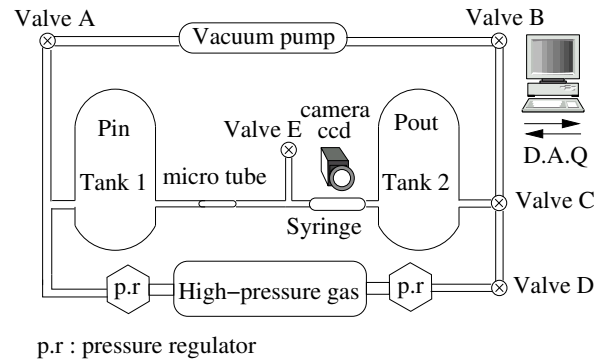 Valve A
Valve B
Vacuum pump
camera
ccd
Valve E
Pin
Pout
D.A.Q
Tank 1
micro tube
Tank 2
Valve C
Syringe
p.r
High−pressure gas
p.r
Valve D
p.r : pressure regulator